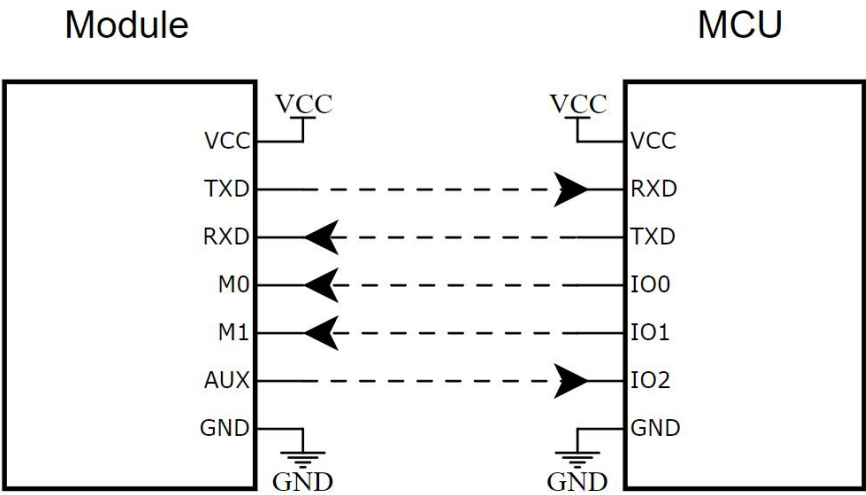 Module MCU
VCC VCC
VCC VCC
TXD RXD
RXD TXD
M0 IO0
M1 IO1
AUX IO2
GND GND
GND GND